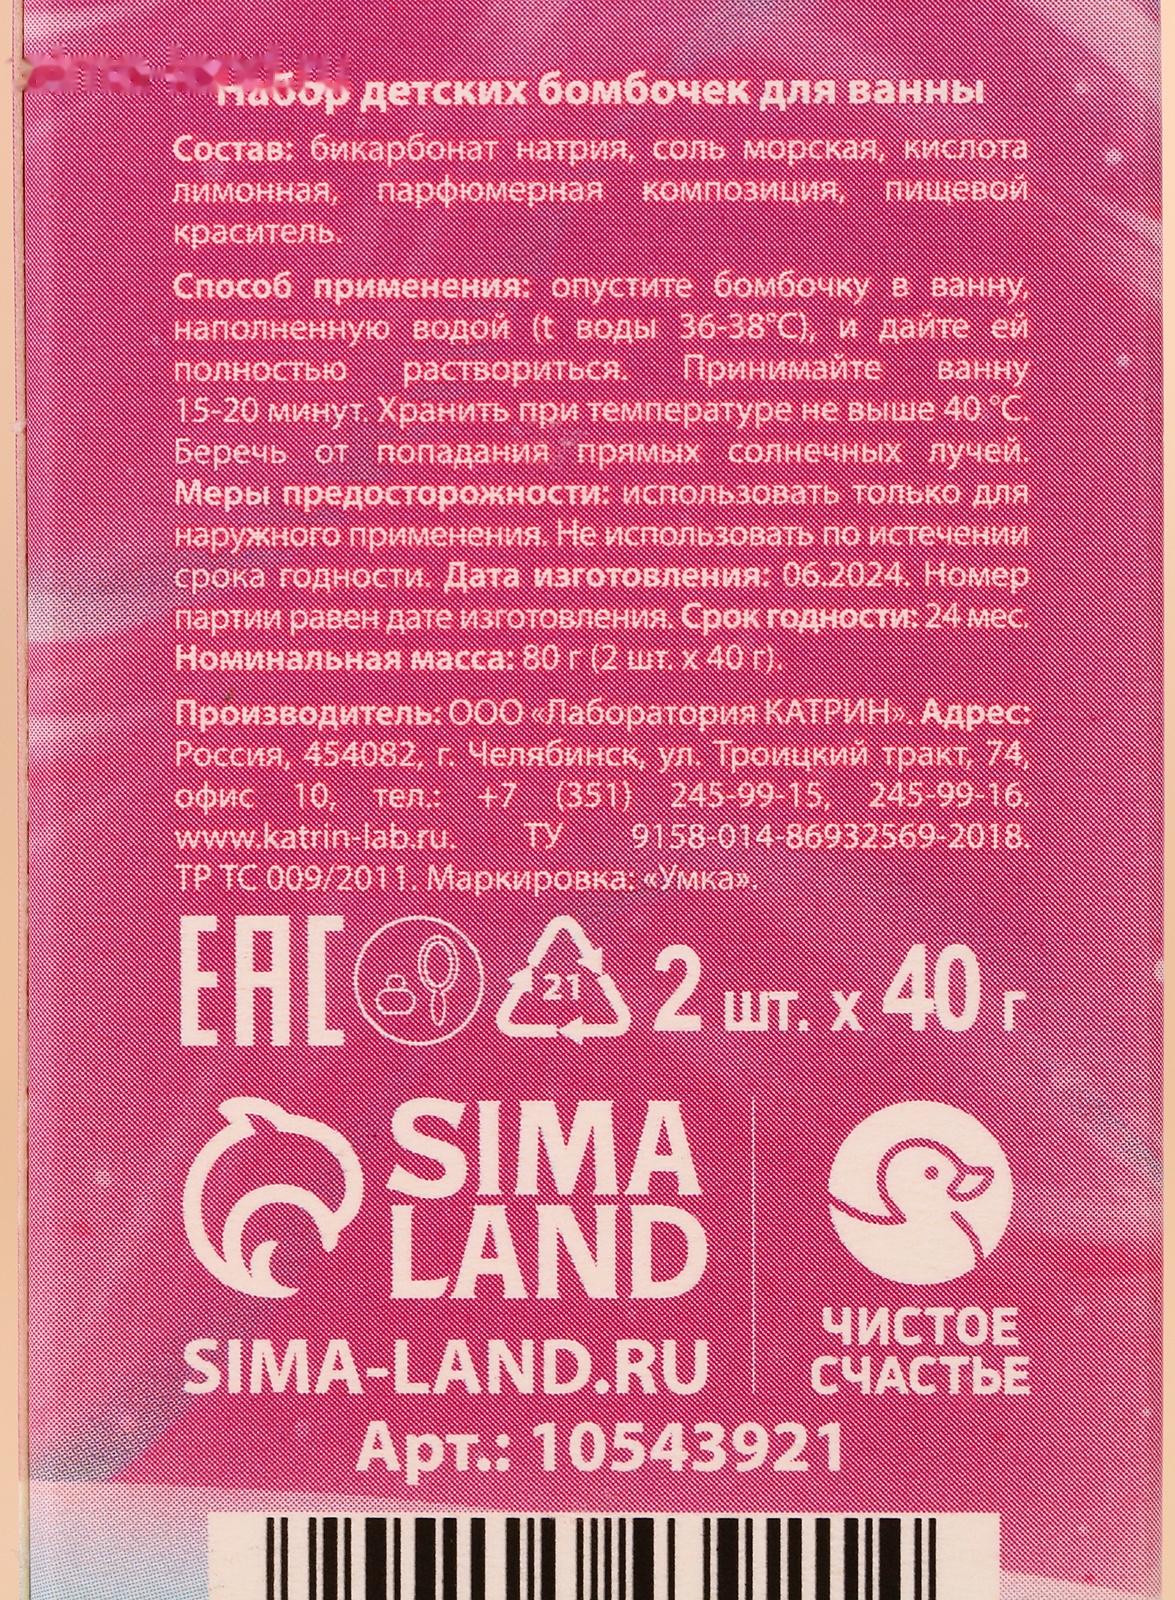 Набор детских бомбочек для ванны
Состав: бикарбонат натрия, соль морская, кислота
лимонная, парфюмерная композиция, пищевой
краситель.
Способ применения: опустите бомбочку в ванну,
наполненную водой (t воды 36-38°C), и дайте ей
полностью раствориться. Принимайте ванну
15-20 минут. Хранить при температуре не выше 40 °C.
Беречь от попадания прямых солнечных лучей.
Меры предосторожности: использовать только для
наружного применения. Не использовать по истечении
срока годности. Дата изготовления: 06.2024. Номер
партии равен дате изготовления. Срок годности: 24 мес.
Номинальная масса: 80 г (2 шт. х 40 г).
Производитель: ООО «Лаборатория КАТРИН». Адрес:
Россия, 454082, г. Челябинск, ул. Троицкий тракт, 74,
офис 10, тел.: +7 (351) 245-99-15, 245-99-16.
www.katrin-lab.ru. ТУ 9158-014-86932569-2018.
ТР ТС 009/2011. Маркировка: «Умка».
ЕАС 21 2 шт. х 40 г
SIMA
LAND
SIMA-LAND.RU
ЧИСТОЕ
СЧАСТЬЕ
Арт.: 10543921